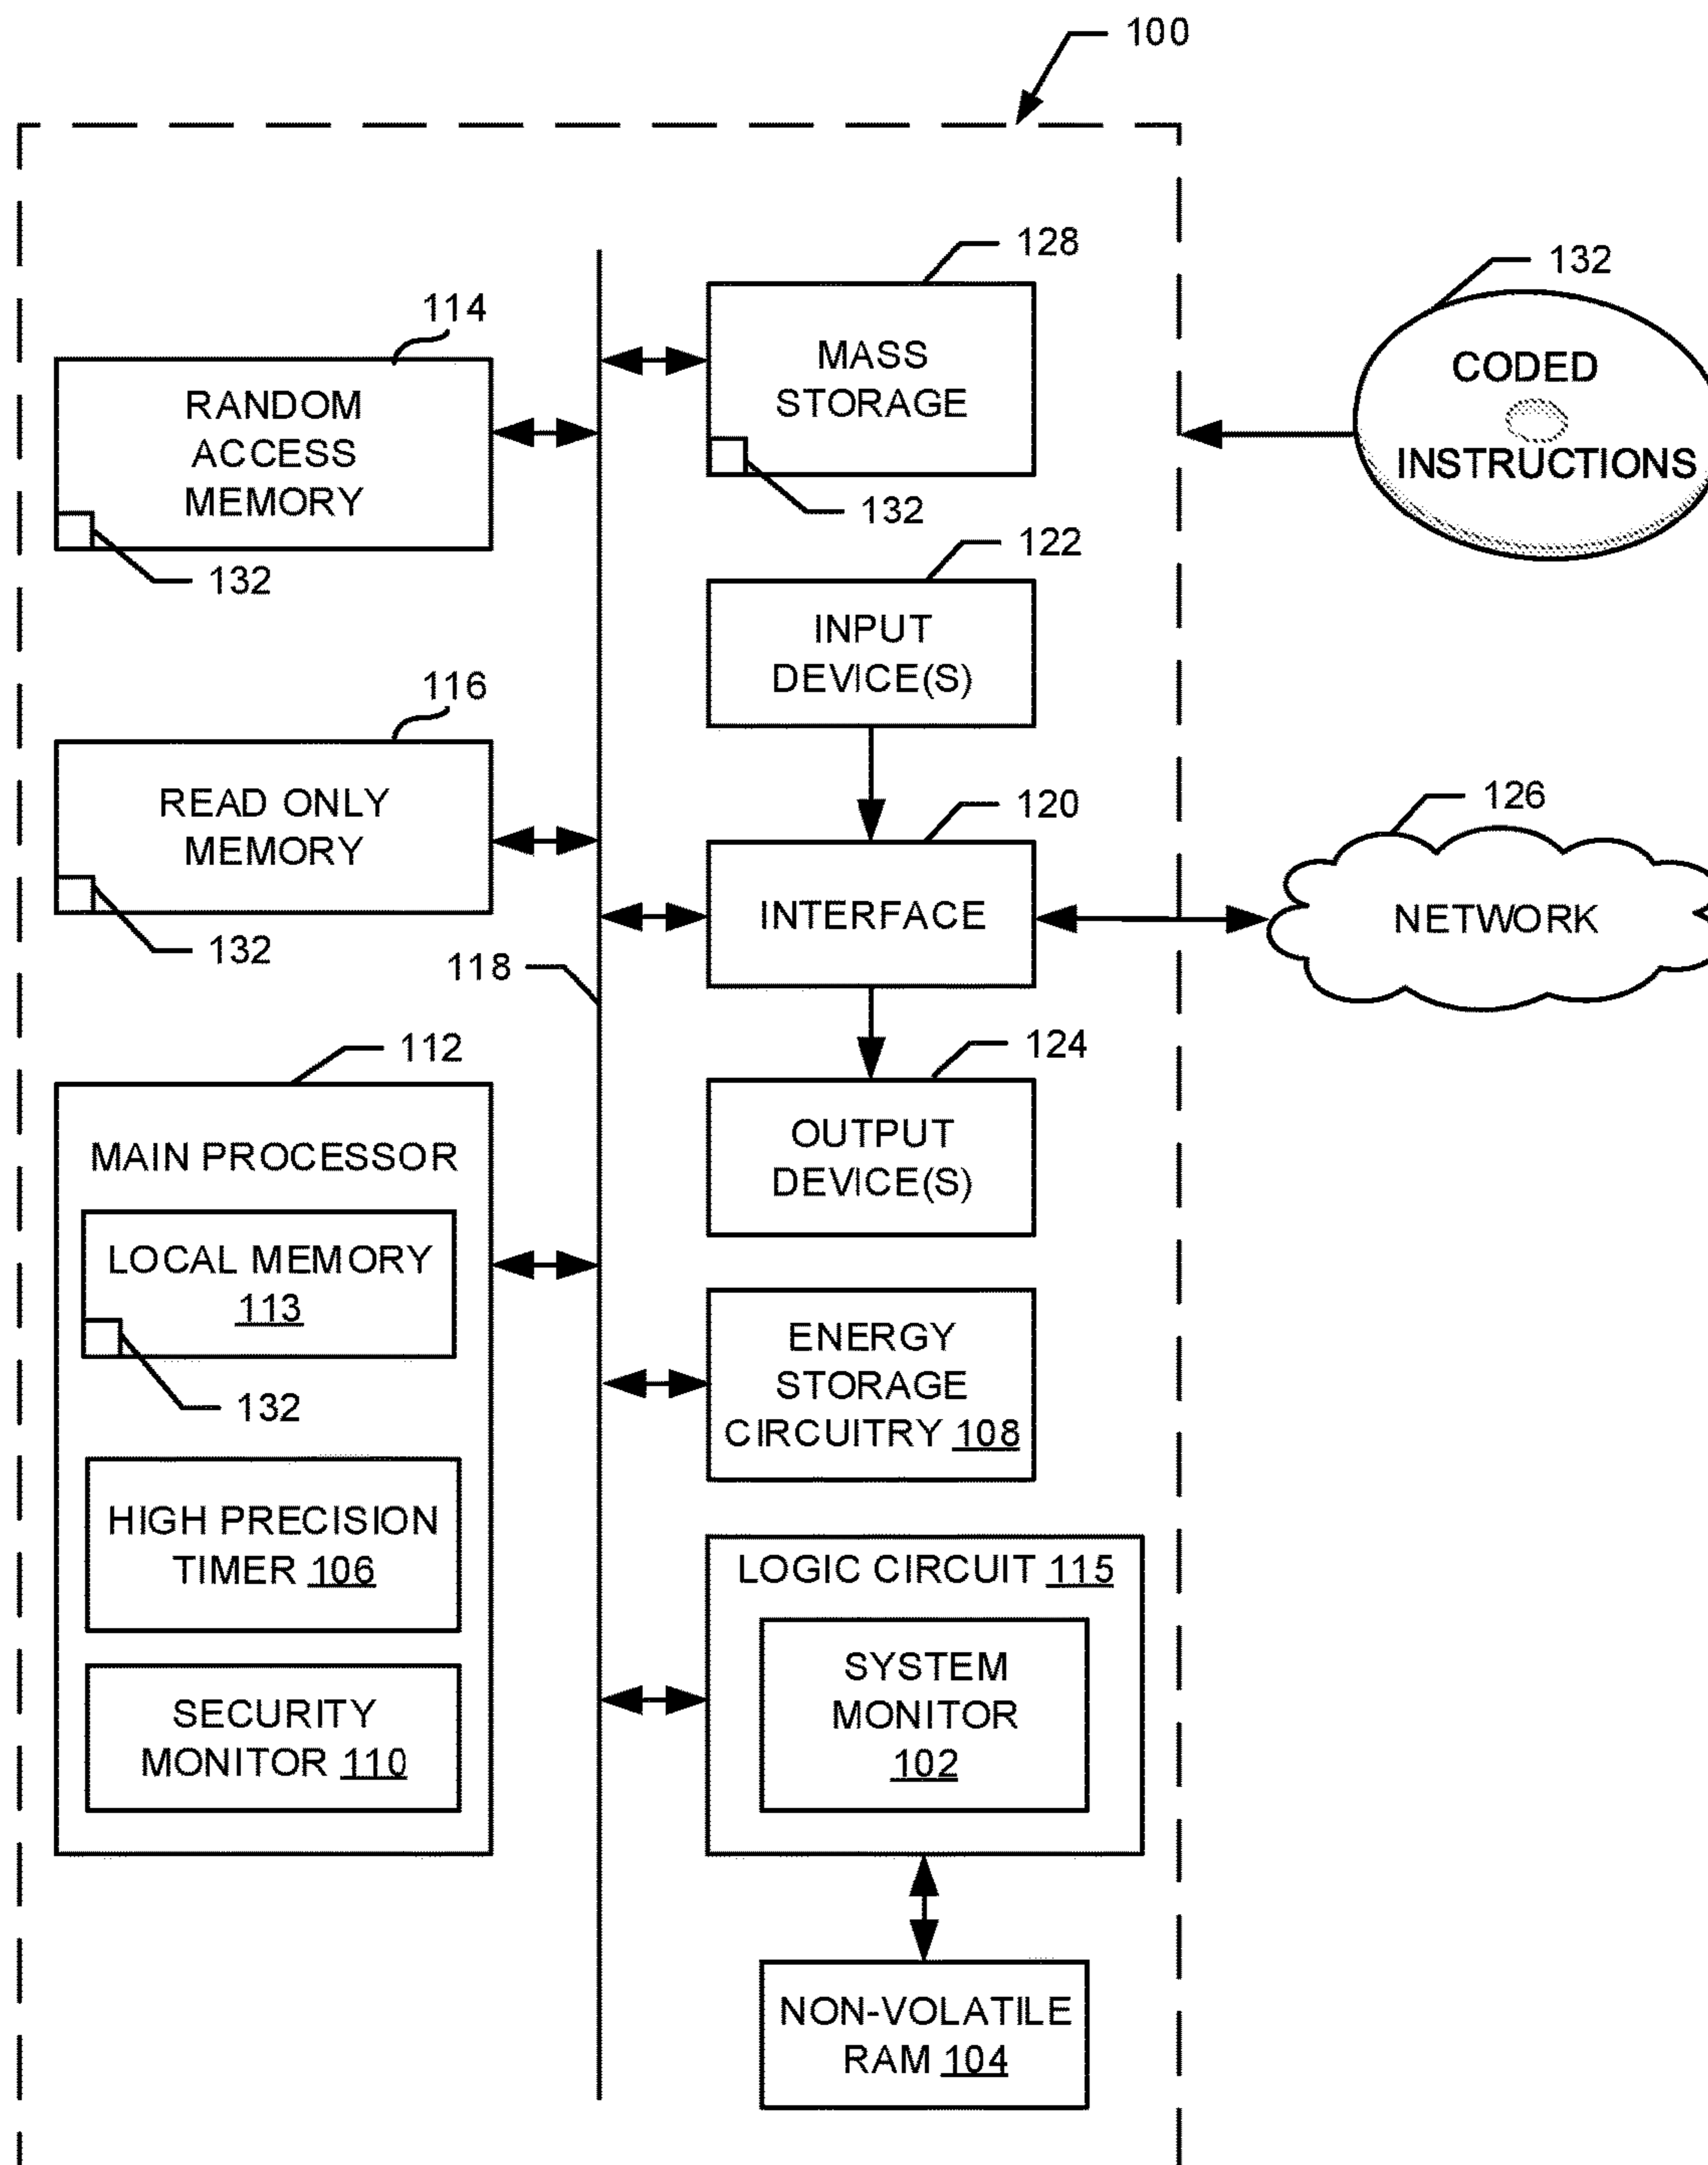 100
128
132
114
MASS
STORAGE
CODED
INSTRUCTIONS
RANDOM
ACCESS
MEMORY
132
132
122
INPUT
DEVICE(S)
116
READ ONLY
MEMORY
132
120
126
INTERFACE
NETWORK
118
112
124
MAIN PROCESSOR
OUTPUT
DEVICE(S)
LOCAL MEMORY
113
132
ENERGY
STORAGE
CIRCUITRY 108
HIGH PRECISION
TIMER 106
LOGIC CIRCUIT 115
SYSTEM
MONITOR
102
SECURITY
MONITOR 110
NON-VOLATILE
RAM 104